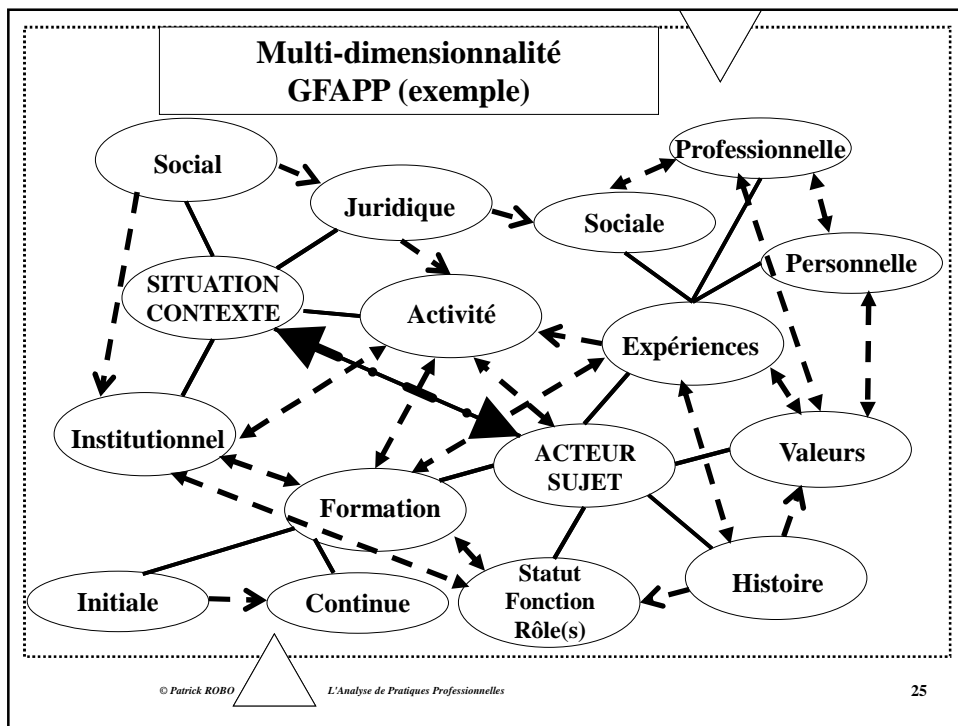 Multi-dimensionnalité
GFAPP (exemple)
Professionnelle
Social
Juridique
Sociale
Personnelle
SITUATION
CONTEXTE
Activité
Expériences
Institutionnel
ACTEUR
SUJET
Valeurs
Formation
Statut
Fonction
Rôle(s)
Histoire
Initiale
Continue
© Patrick ROBO
L'Analyse de Pratiques Professionnelles
25